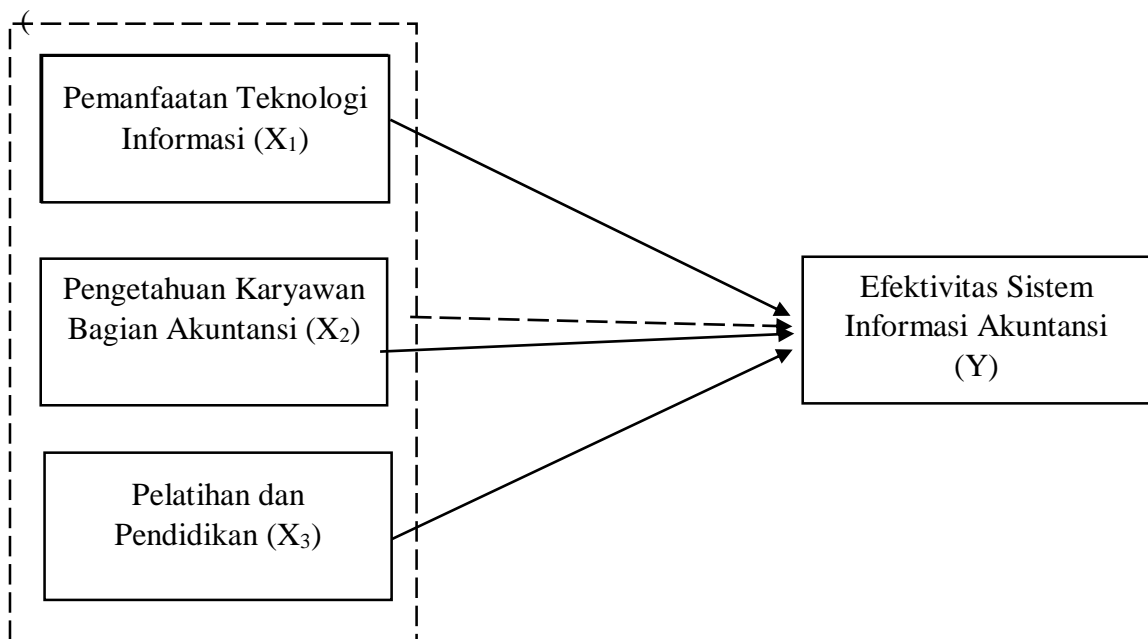 (
Pemanfaatan Teknologi
Informasi (X₁)
Pengetahuan Karyawan
Bagian Akuntansi (X₂)
Efektivitas Sistem
Informasi Akuntansi
(Y)
Pelatihan dan
Pendidikan (X₃)